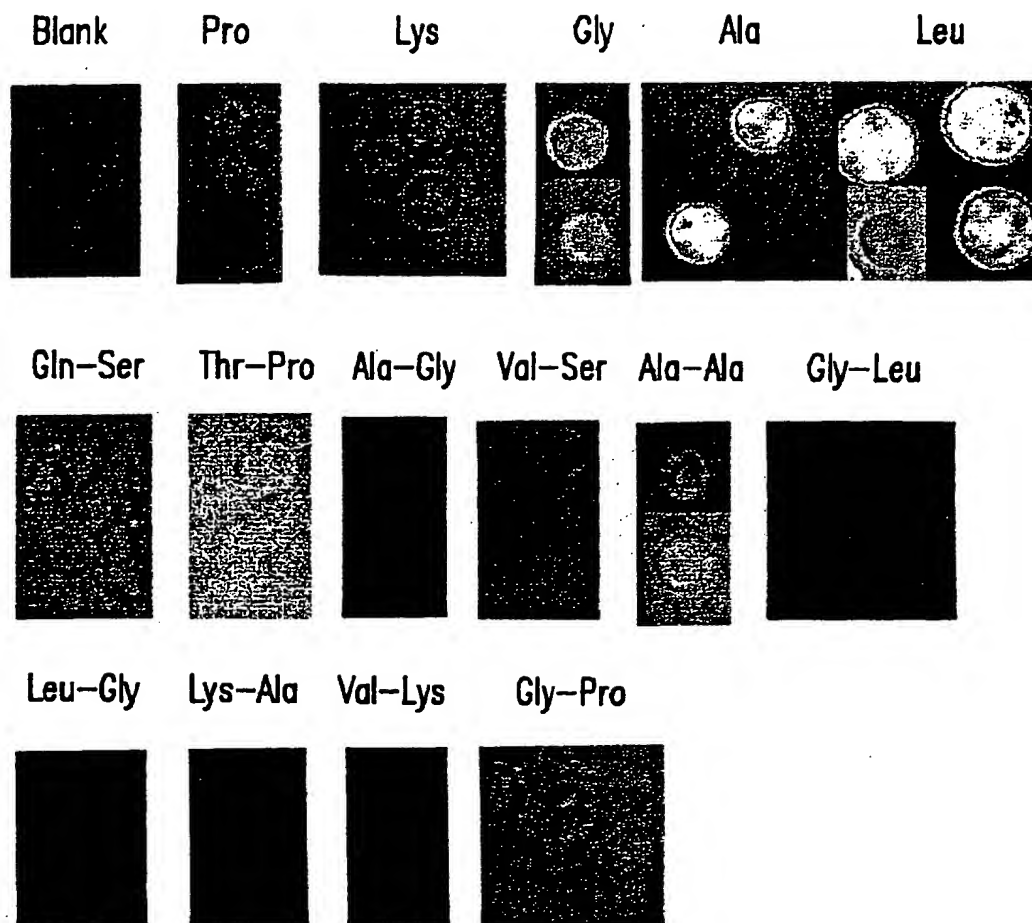 Blank Pro Lys Gly Ala Leu
Gln-Ser Thr-Pro Ala-Gly Val-Ser Ala-Ala Gly-Leu
Leu-Gly Lys-Ala Val-Lys Gly-Pro